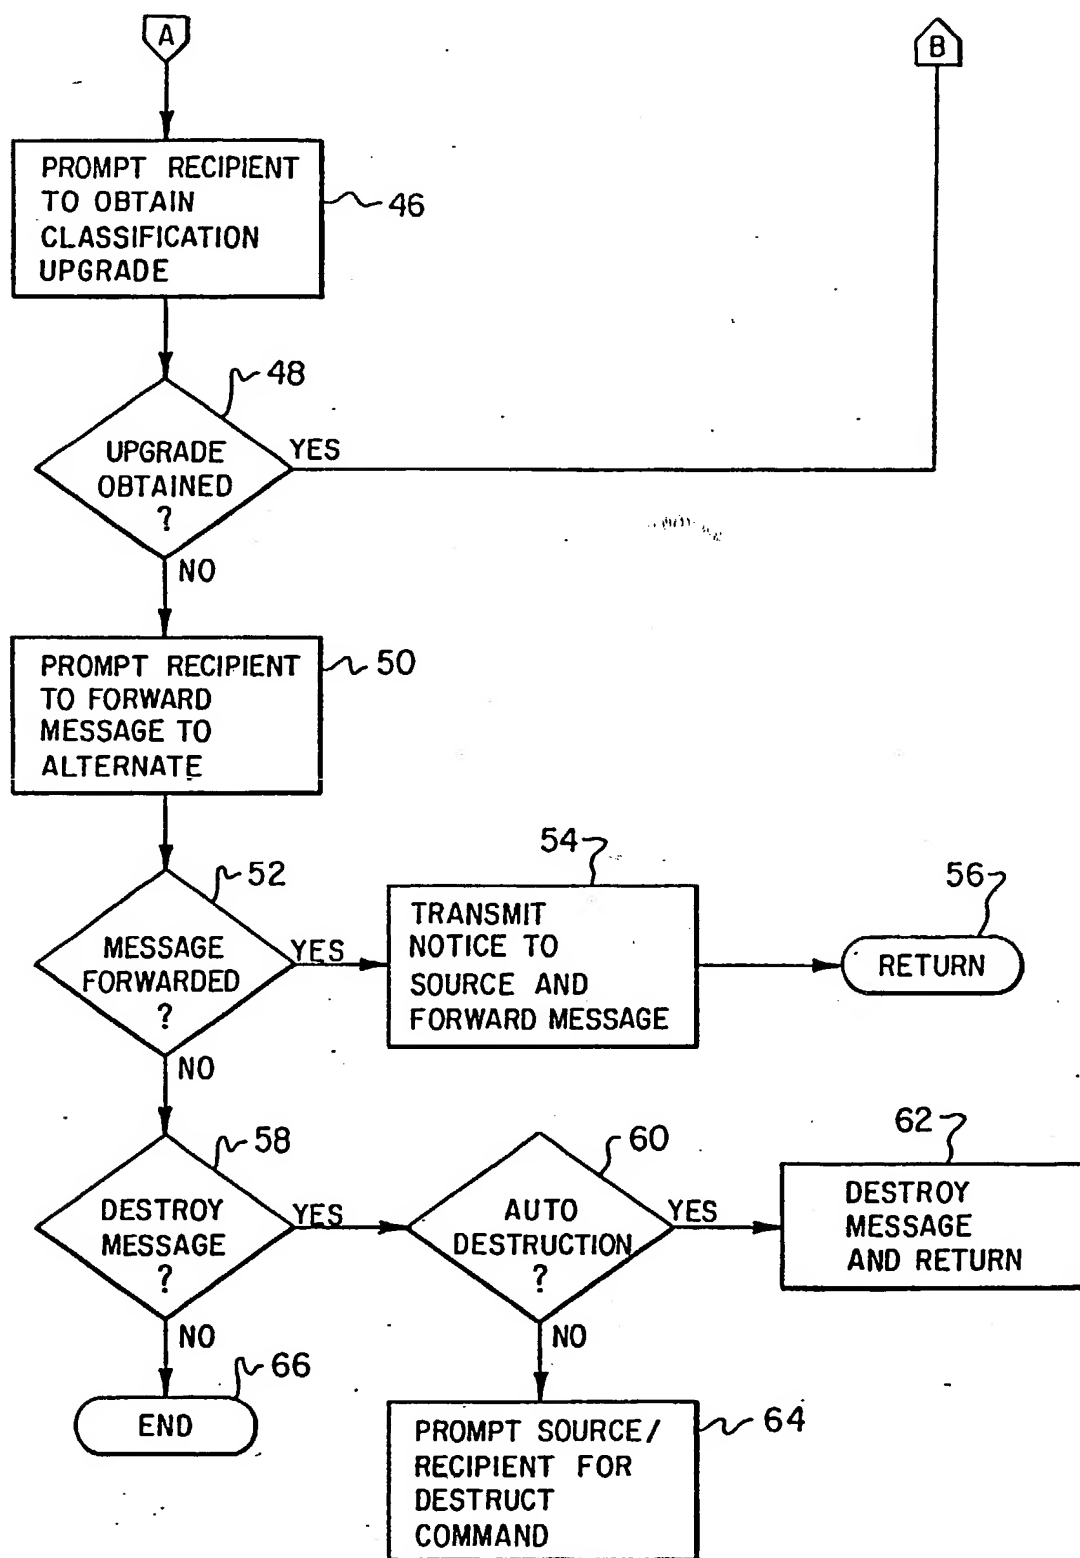 A
B
PROMPT RECIPIENT
TO OBTAIN
CLASSIFICATION
UPGRADE
46
48
UPGRADE
OBTAINED
?
YES
NO
PROMPT RECIPIENT
TO FORWARD
MESSAGE TO
ALTERNATE
50
52
MESSAGE
FORWARDED
?
YES
NO
54
TRANSMIT
NOTICE TO
SOURCE AND
FORWARD MESSAGE
56
RETURN
58
DESTROY
MESSAGE
?
YES
NO
60
AUTO
DESTRUCTION
?
YES
NO
62
DESTROY
MESSAGE
AND RETURN
66
END
64
PROMPT SOURCE/
RECIPIENT FOR
DESTRUCT
COMMAND